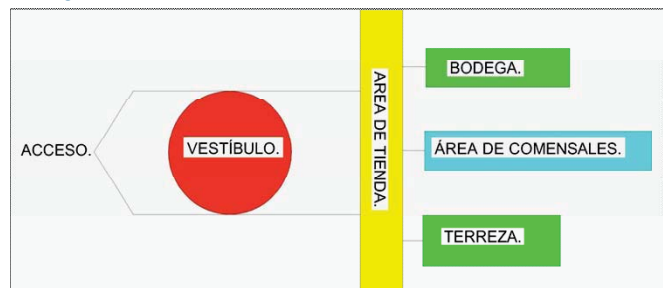 ACCESO.
VESTÍBULO.
AREA DE TIENDA.
BODEGA.
ÁREA DE COMENSALES.
TERREZA.